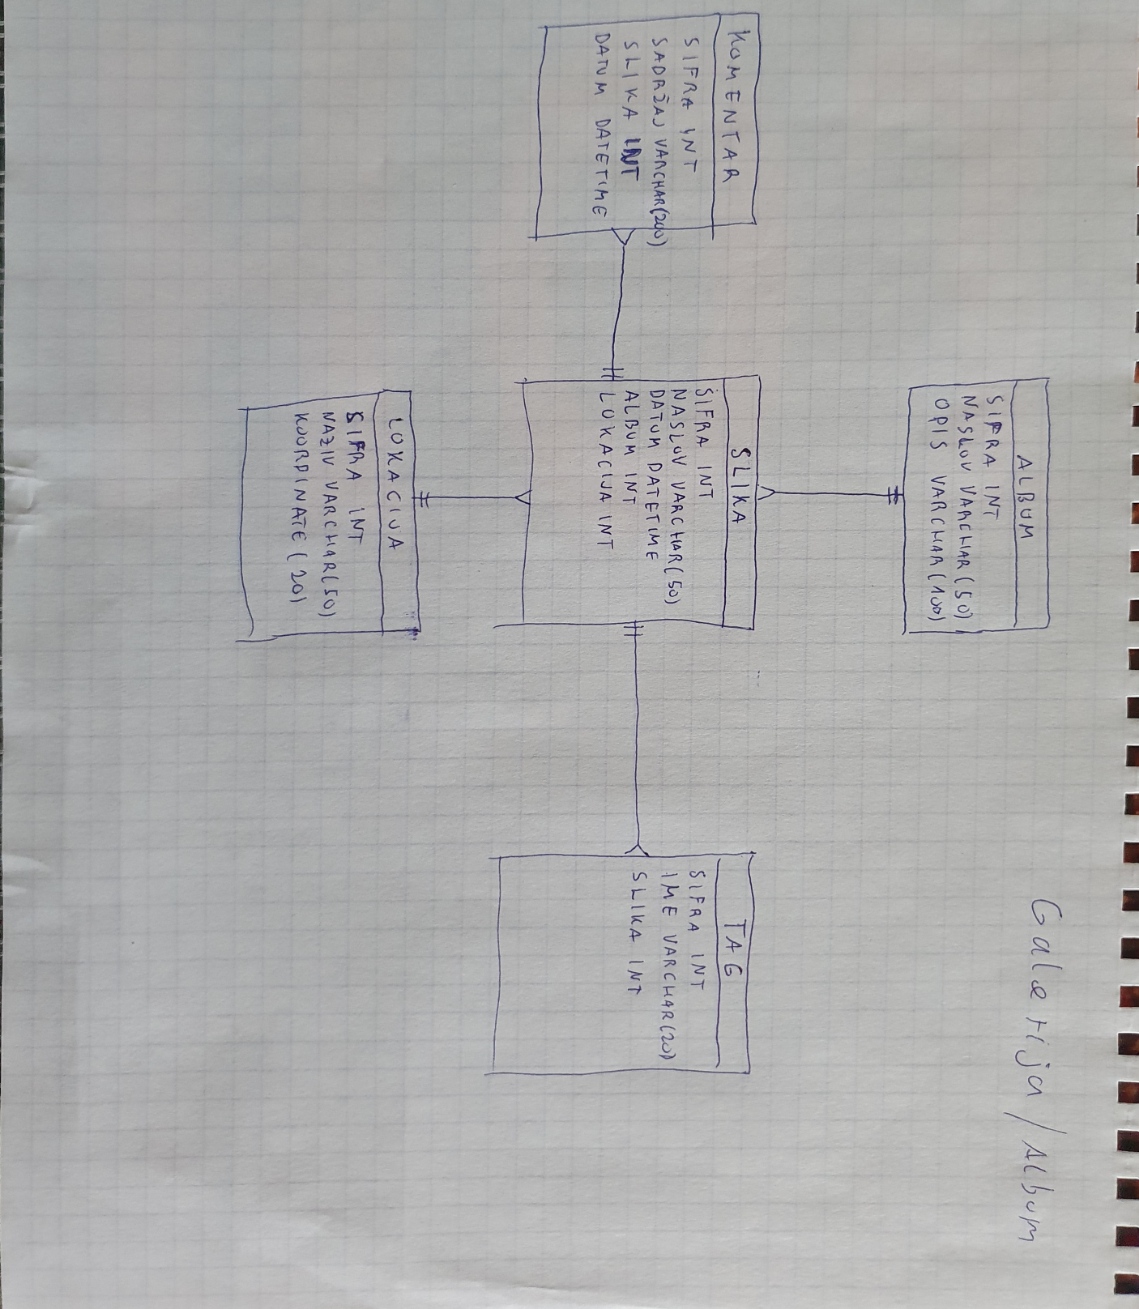 Galerija/Album
ALBUM
SIFRA INT
NASLOV VARCHAR(50)
OPIS VARCHAR(100)
KOMENTAR
SIFRA INT
SADRŽAJ VARCHAR(200)
SLIKA INT
DATUM DATETIME
SLIKA
SIFRA INT
NASLOV VARCHAR(50)
DATUM DATETIME
ALBUM INT
LOKACIJA INT
TAG
SIFRA INT
IME VARCHAR(20)
SLIKA INT
LOKACIJA
SIFRA INT
NAZIV VARCHAR(50)
KOORDINATE (20)